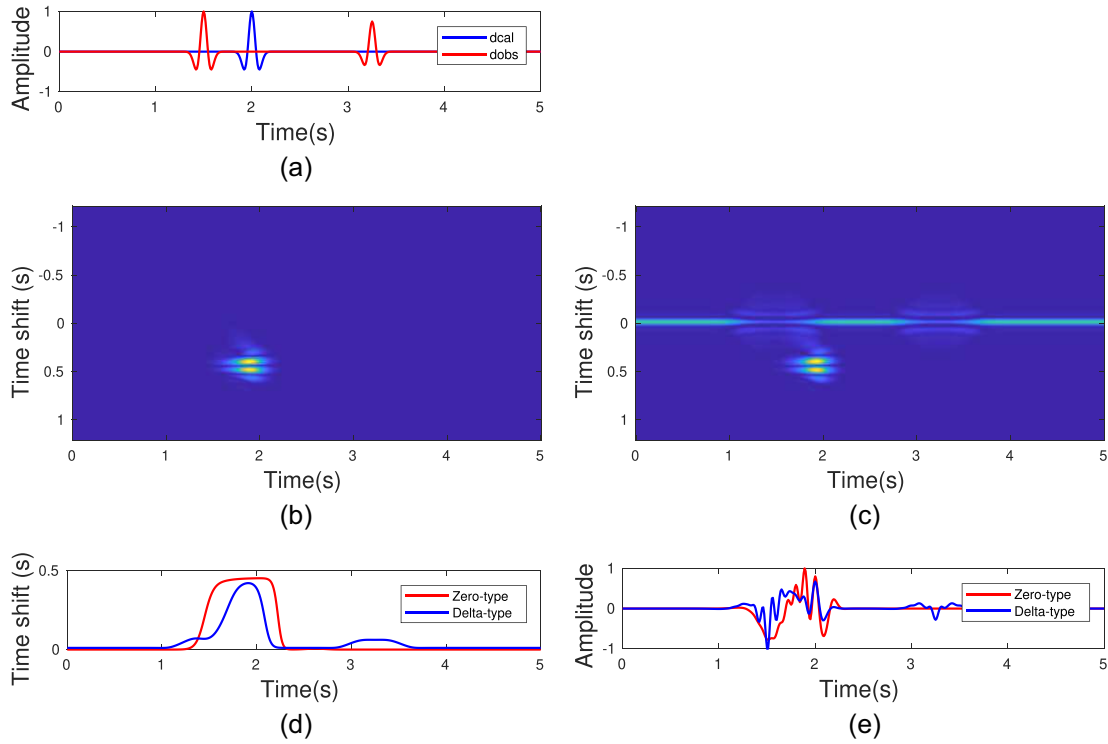 1
0
-1
Amplitude
dcal
dobs
0 1 2 3 4 5
Time(s)
(a)
-1
-0.5
0
0.5
1
Time shift (s)
0 1 2 3 4 5
Time(s)
(b)
-1
-0.5
0
0.5
1
Time shift (s)
0 1 2 3 4 5
Time(s)
(c)
0.5
0
Time shift (s)
Zero-type
Delta-type
0 1 2 3 4 5
Time(s)
(d)
1
0
-1
Amplitude
Zero-type
Delta-type
0 1 2 3 4 5
Time(s)
(e)